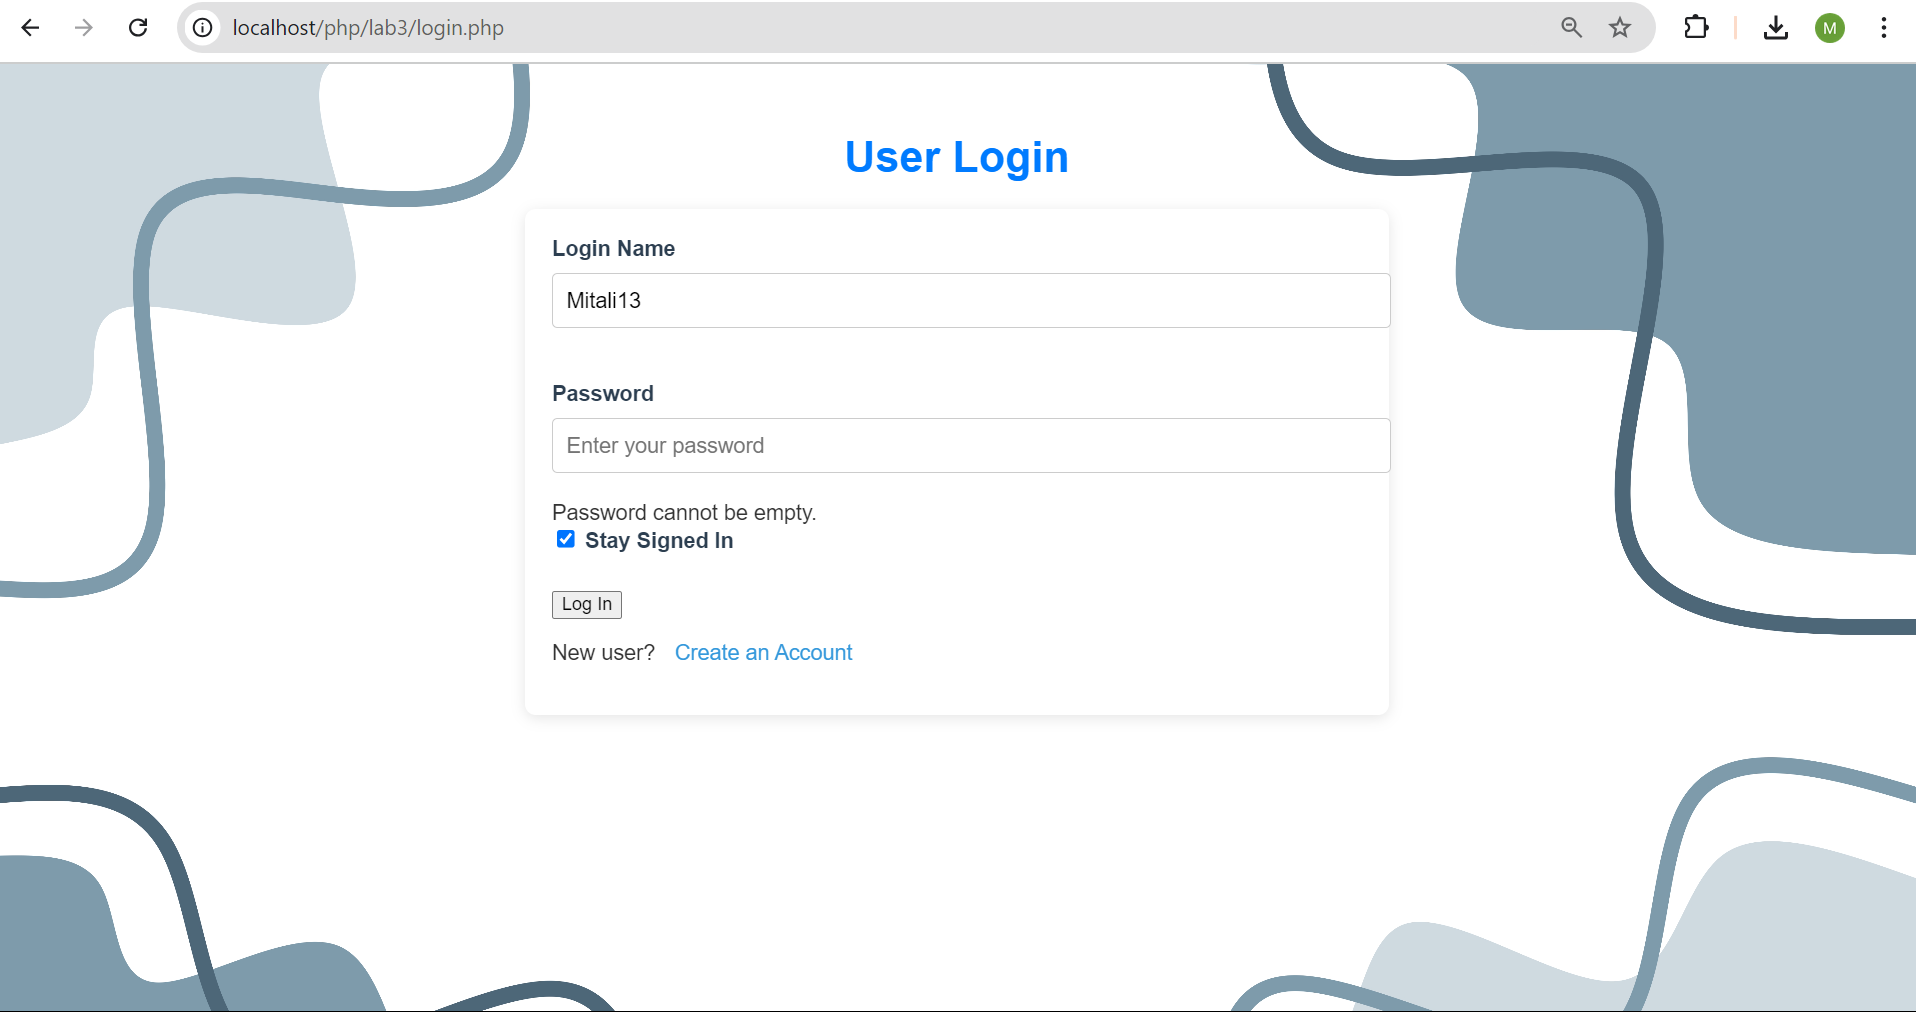 localhost/php/lab3/login.php
M
User Login
Login Name
Mitali13
Password
Enter your password
Password cannot be empty.
Stay Signed In
Log In
New user? Create an Account